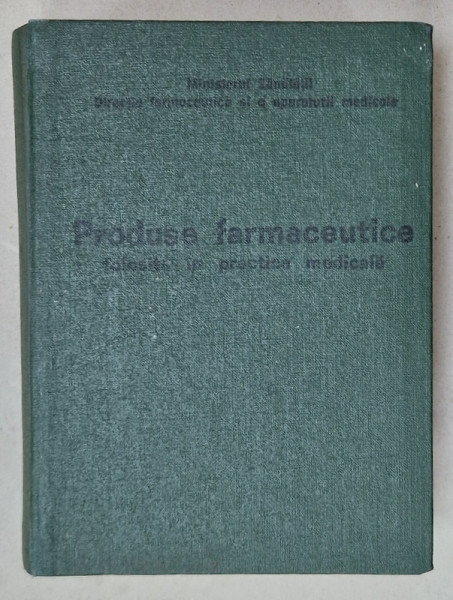 Ministerul Sănătății
Direcția farmaceutică și a aparaturii medicale
Produse farmaceutice
folosite în practica medicală